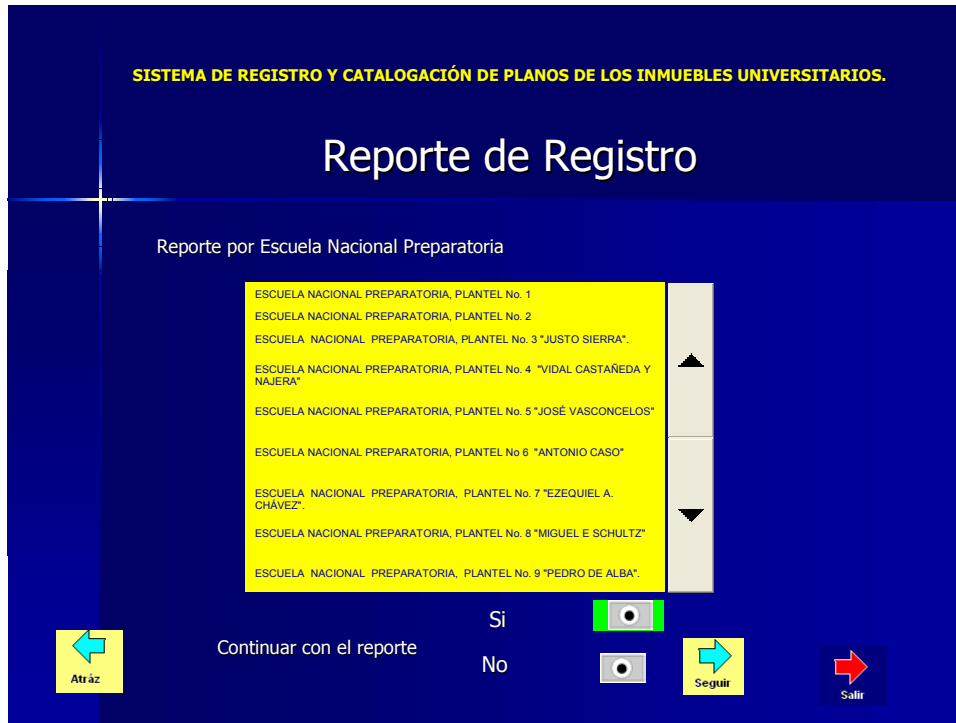 SISTEMA DE REGISTRO Y CATALOGACIÓN DE PLANOS DE LOS INMUEBLES UNIVERSITARIOS.
Reporte de Registro
Reporte por Escuela Nacional Preparatoria
ESCUELA NACIONAL PREPARATORIA, PLANTEL No. 1
ESCUELA NACIONAL PREPARATORIA, PLANTEL No. 2
ESCUELA NACIONAL PREPARATORIA, PLANTEL No. 3 "JUSTO SIERRA".
ESCUELA NACIONAL PREPARATORIA, PLANTEL No. 4 "VIDAL CASTAÑEDA Y
NAJERA"
ESCUELA NACIONAL PREPARATORIA, PLANTEL No. 5 "JOSÉ VASCONCELOS"
ESCUELA NACIONAL PREPARATORIA, PLANTEL No 6 "ANTONIO CASO"
ESCUELA NACIONAL PREPARATORIA, PLANTEL No. 7 "EZEQUIEL A.
CHÁVEZ".
ESCUELA NACIONAL PREPARATORIA, PLANTEL No. 8 "MIGUEL E SCHULTZ"
ESCUELA NACIONAL PREPARATORIA, PLANTEL No. 9 "PEDRO DE ALBA".
Si
Continuar con el reporte
No
Atráz
Seguir
Salir